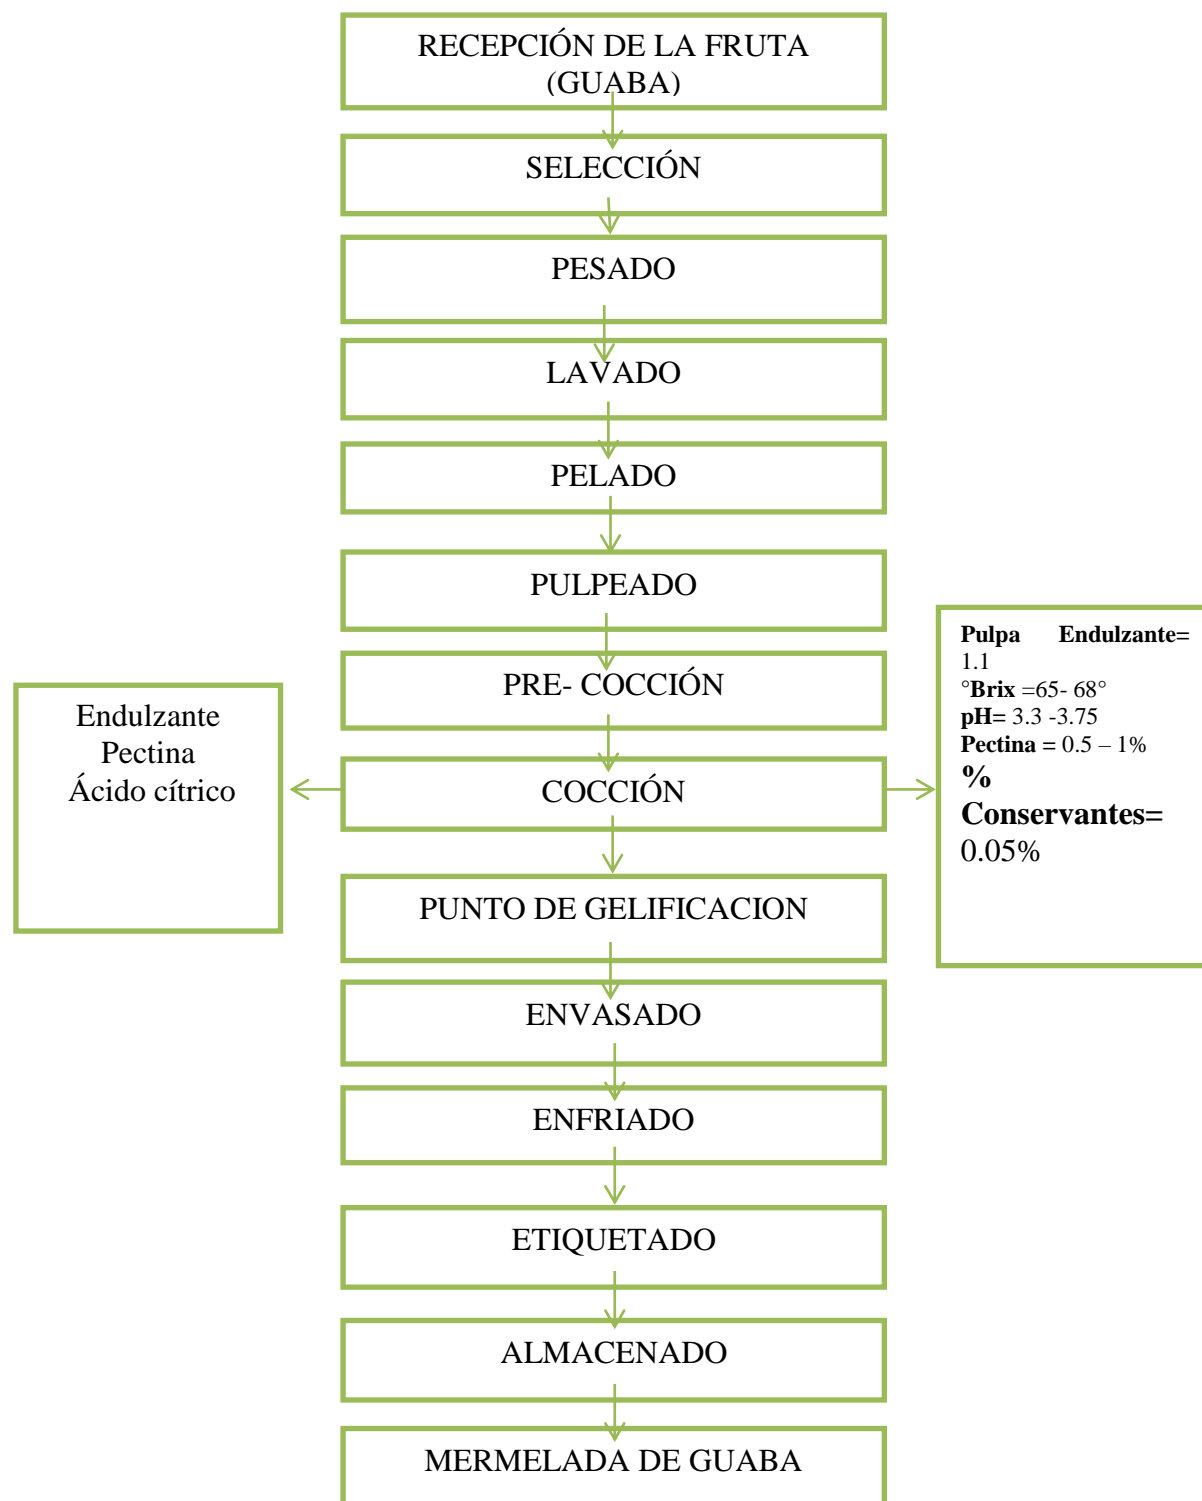 RECEPCIÓN DE LA FRUTA
(GUABA)
SELECCIÓN
PESADO
LAVADO
PELADO
PULPEADO
PRE- COCCIÓN
Endulzante
Pectina
Ácido cítrico
COCCIÓN
Pulpa Endulzante=
1.1
°Brix =65- 68°
pH= 3.3 -3.75
Pectina = 0.5 – 1%
%
Conservantes=
0.05%
PUNTO DE GELIFICACION
ENVASADO
ENFRIADO
ETIQUETADO
ALMACENADO
MERMELADA DE GUABA